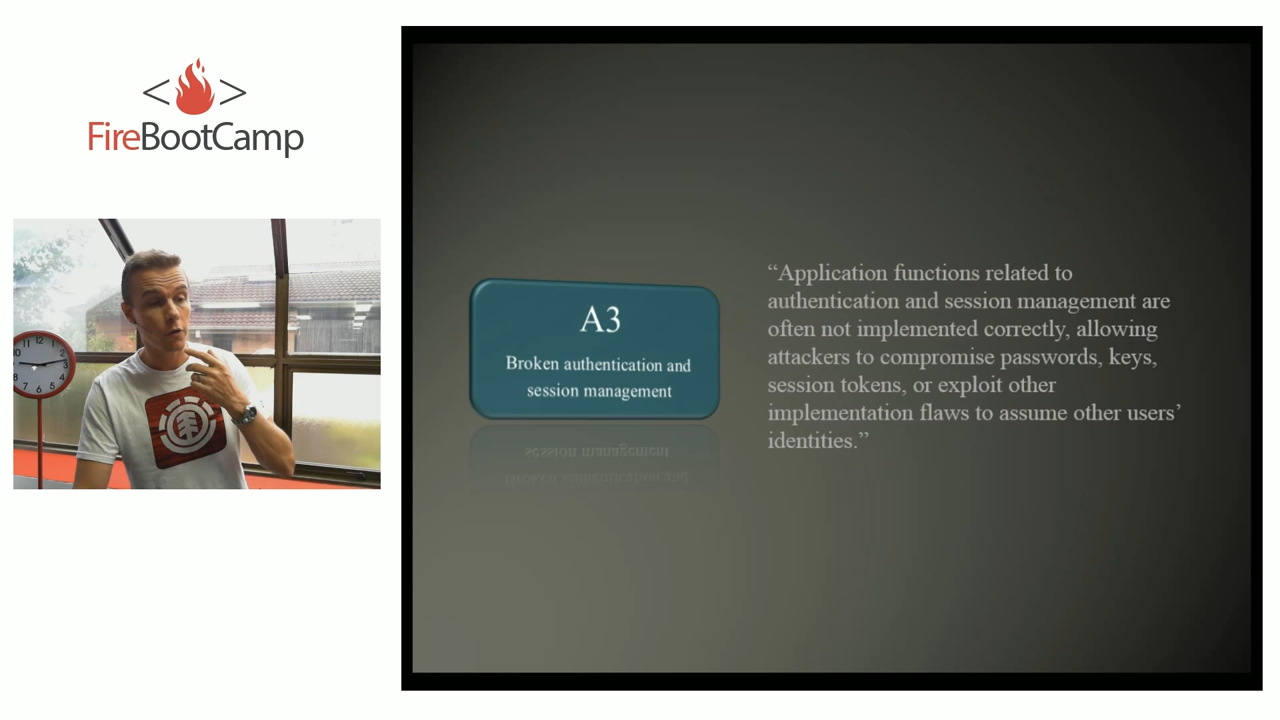 <FireBootCamp>
FireBootCamp
A3
Broken authentication and
session management
“Application functions related to
authentication and session management are
often not implemented correctly, allowing
attackers to compromise passwords, keys,
session tokens, or exploit other
implementation flaws to assume other users’
identities.”